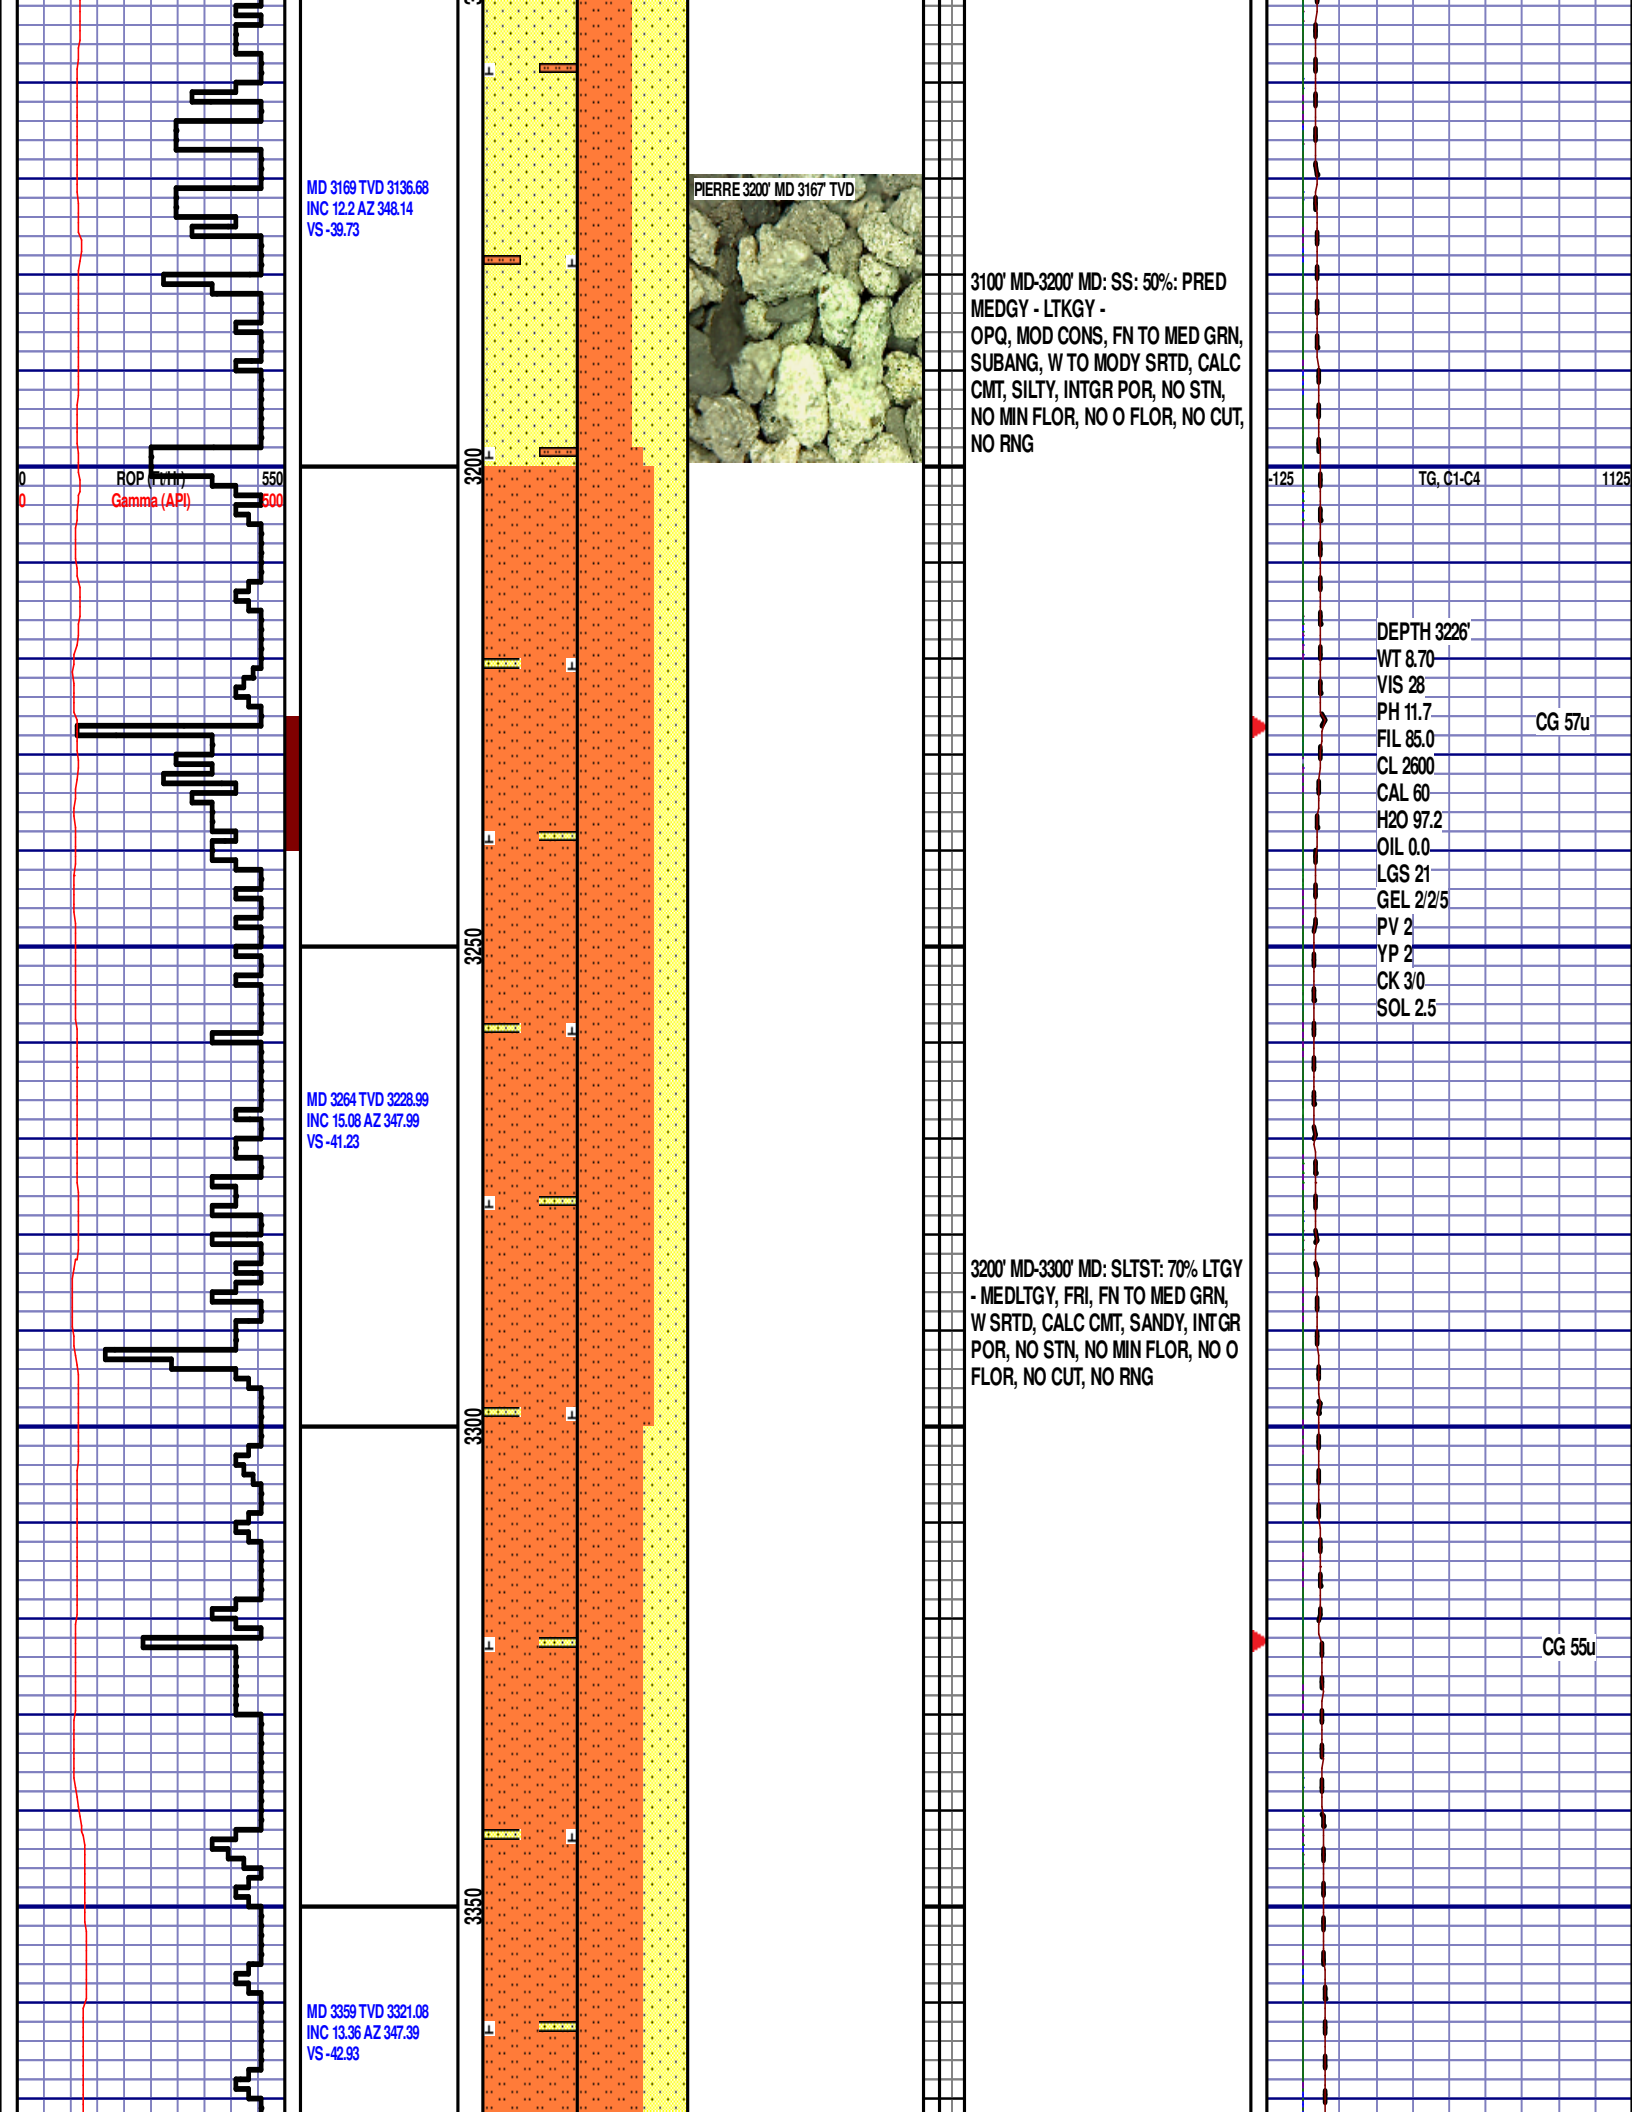 MD 3169 TVD 3136.68
INC 12.2 AZ 348.14
VS -39.73
PIERRE 3200' MD 3167' TVD
3100' MD-3200' MD: SS: 50%: PRED
MEDGY - LTKGY -
OPQ, MOD CONS, FN TO MED GRN,
SUBANG, W TO MODY SRTD, CALC
CMT, SILTY, INTGR POR, NO STN,
NO MIN FLOR, NO O FLOR, NO CUT,
NO RNG
3200
0 ROP (Ft/Hr) 550
0 Gamma (API) 500
-125 TG, C1-C4 1125
DEPTH 3226'
WT 8.70
VIS 28
PH 11.7
FIL 85.0
CL 2600
CAL 60
H2O 97.2
OIL 0.0
LGS 21
GEL 2/2/5
PV 2
YP 2
CK 3/0
SOL 2.5
CG 57u
3250
MD 3264 TVD 3228.99
INC 15.08 AZ 347.99
VS -41.23
3200' MD-3300' MD: SLTST: 70% LTGY
- MEDLTGY, FRI, FN TO MED GRN,
W SRTD, CALC CMT, SANDY, INTGR
POR, NO STN, NO MIN FLOR, NO O
FLOR, NO CUT, NO RNG
3300
CG 55u
3350
MD 3359 TVD 3321.08
INC 13.36 AZ 347.39
VS -42.93